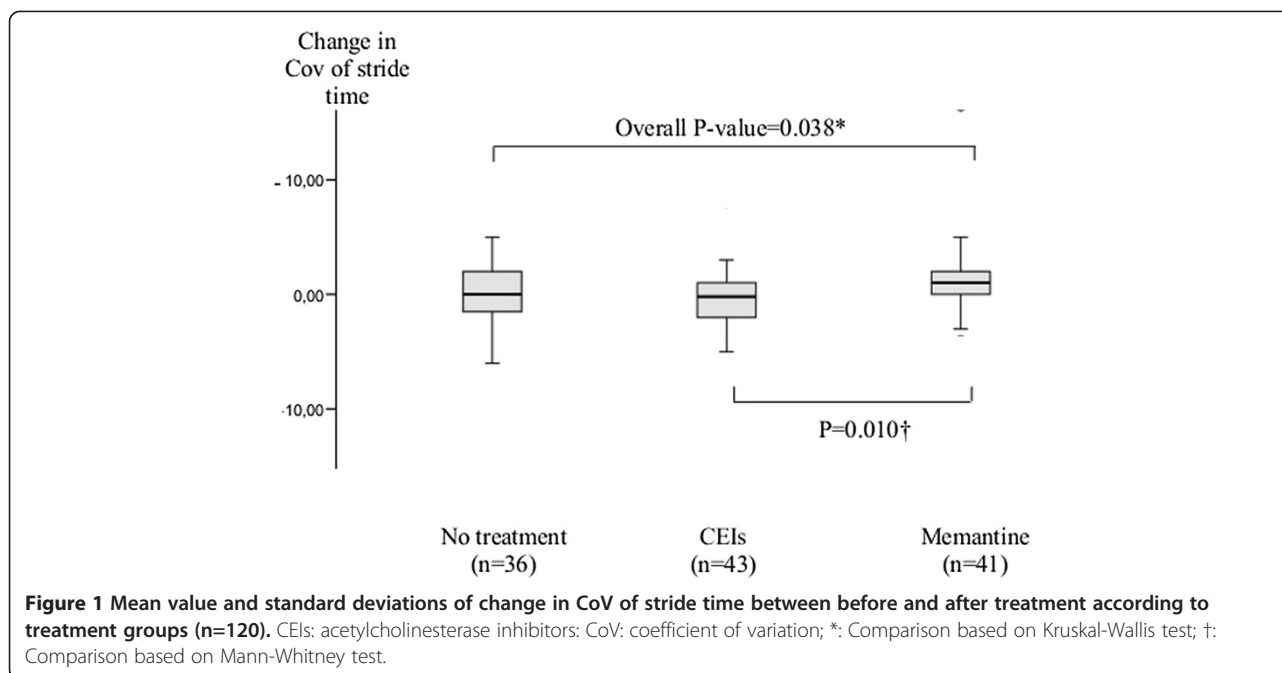 Change in
Cov of stride
time
Overall P-value=0.038*
- 10,00
0,00
-10,00
P=0.010†
No treatment
(n=36)
CEIs
(n=43)
Memantine
(n=41)
Figure 1 Mean value and standard deviations of change in CoV of stride time between before and after treatment according to
treatment groups (n=120). CEIs: acetylcholinesterase inhibitors: CoV: coefficient of variation; *: Comparison based on Kruskal-Wallis test; †:
Comparison based on Mann-Whitney test.